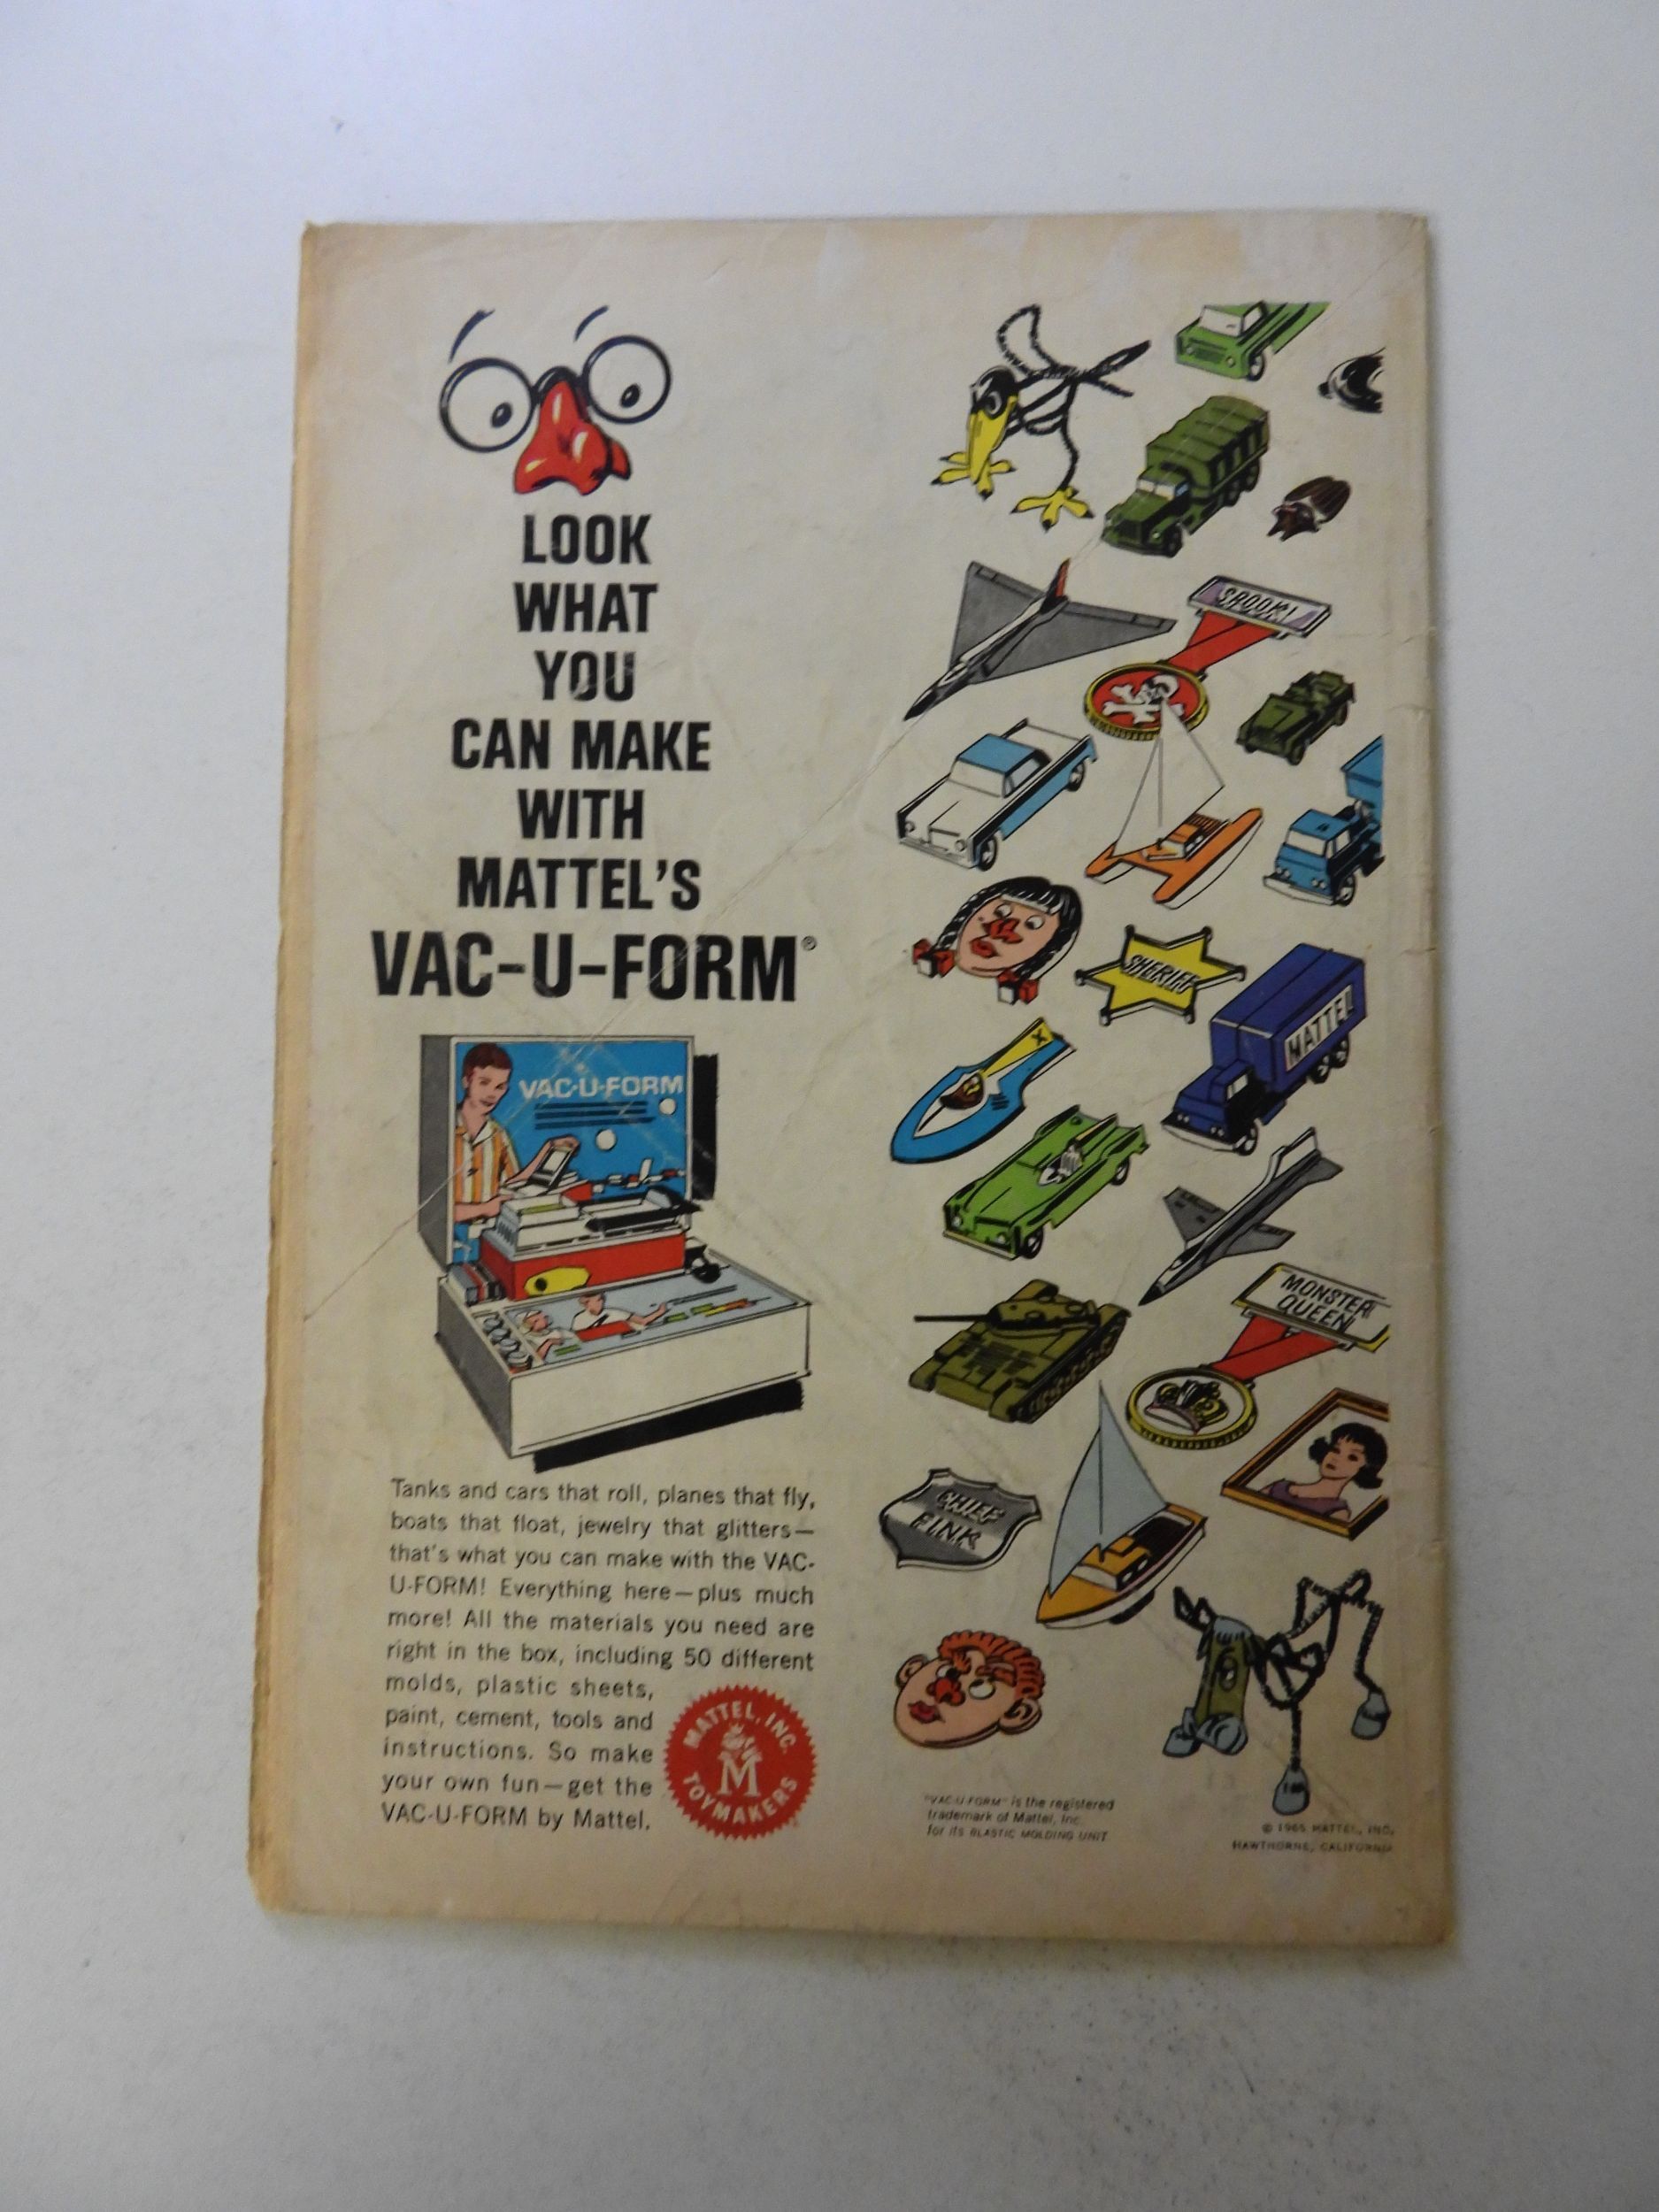 LOOK
WHAT
YOU
CAN MAKE
WITH
MATTEL'S
VAC-U-FORM®
VAC-U-FORM
Tanks and cars that roll, planes that fly,
boats that float, jewelry that glitters—
that's what you can make with the VAC-
U-FORM! Everything here—plus much
more! All the materials you need are
right in the box, including 50 different
molds, plastic sheets,
paint, cement, tools and
instructions. So make
your own fun—get the
VAC-U-FORM by Mattel.
MATTEL, INC.
M
TOYMAKERS
SPOOK!
SHERIFF
MATTEL
X
MONSTER
QUEEN
CHIEF
FINK
"VAC-U-FORM" is the registered
trademark of Mattel, Inc.
for its PLASTIC MOLDING UNIT
© 1965 MATTEL, INC.
HAWTHORNE, CALIFORNIA